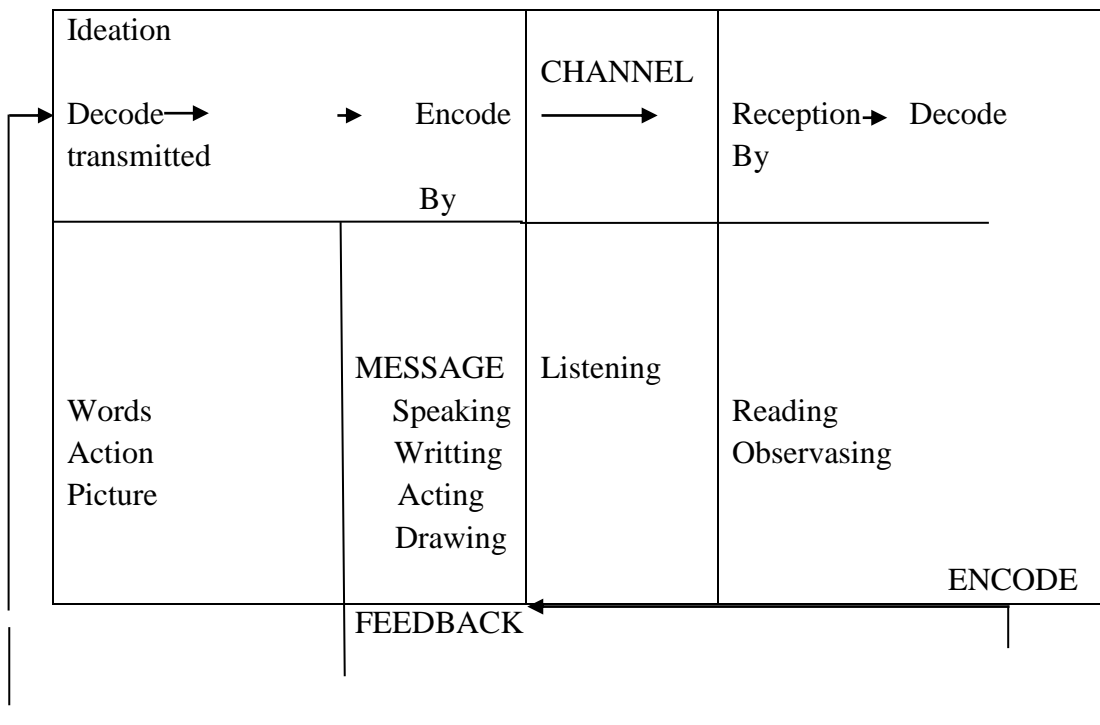 Ideation
CHANNEL
Decode Encode Reception Decode
transmitted By
By
MESSAGE Listening
Words Speaking Reading
Action Writting Observasing
Picture Acting
Drawing
ENCODE
FEEDBACK